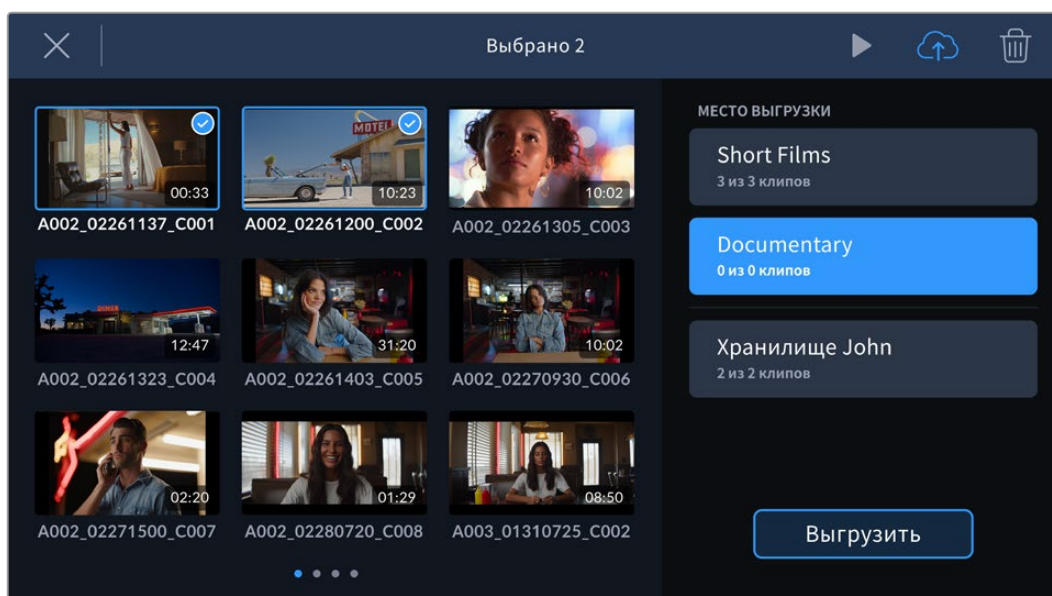 Выбрано 2
МЕСТО ВЫГРУЗКИ
00:33
MOTEL
10:23
10:02
A002_02261137_C001
A002_02261200_C002
A002_02261305_C003
DINER
12:47
31:20
10:02
A002_02261323_C004
A002_02261403_C005
A002_02270930_C006
02:20
01:29
08:50
A002_02271500_C007
A002_02280720_C008
A003_01310725_C002
Short Films
3 из 3 клипов
Documentary
0 из 0 клипов
Хранилище John
2 из 2 клипов
Выгрузить